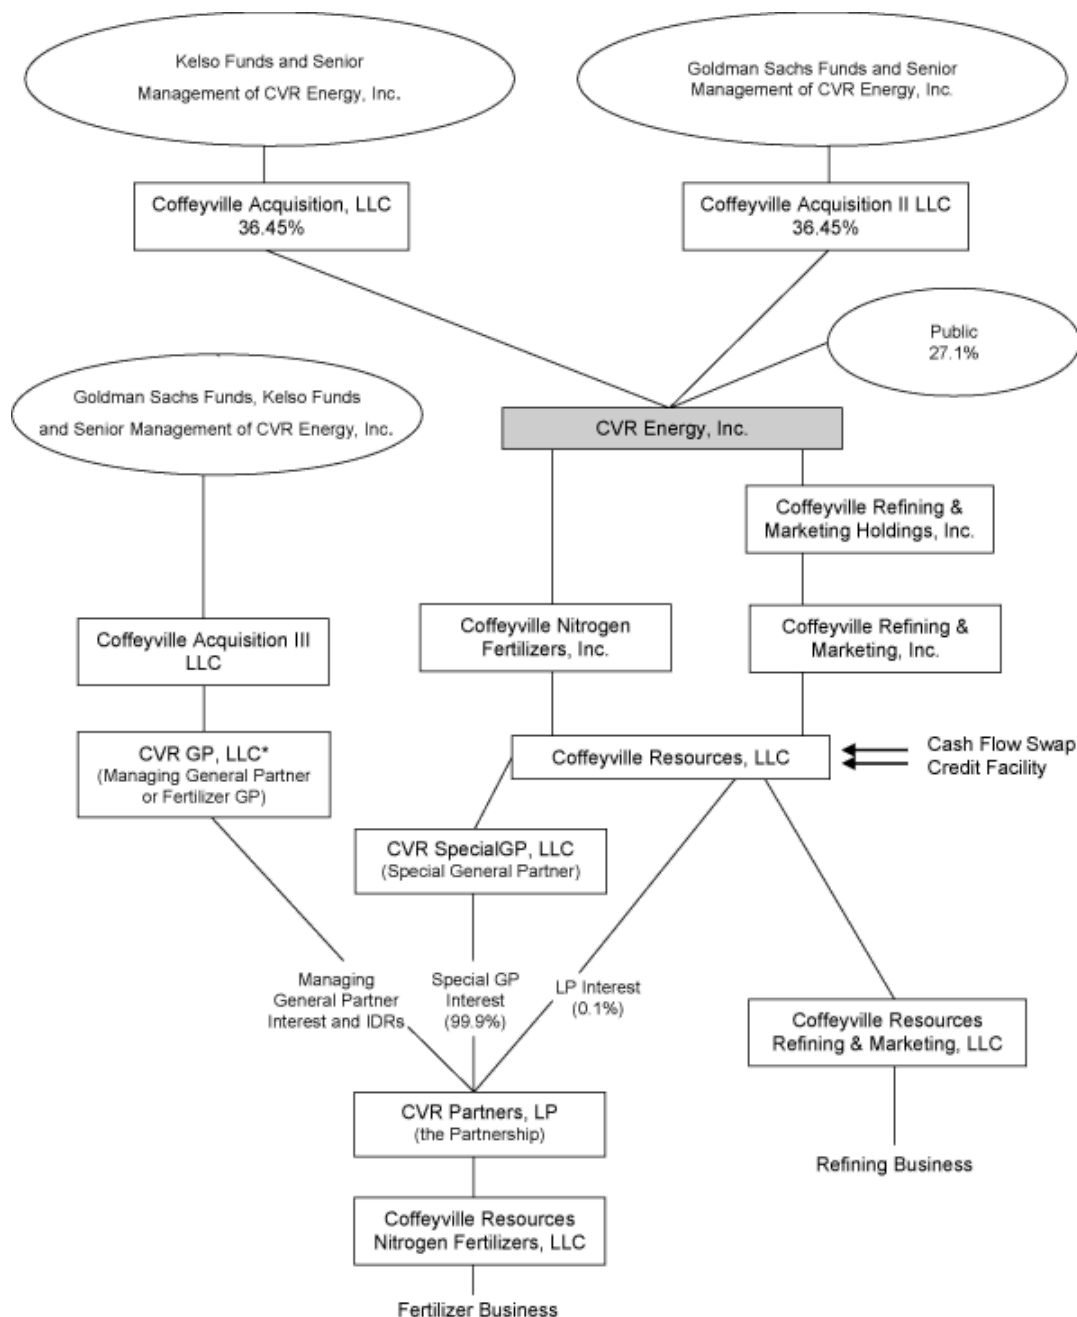 Kelso Funds and Senior
Management of CVR Energy, Inc.
Goldman Sachs Funds and Senior
Management of CVR Energy, Inc.
Coffeyville Acquisition, LLC
36.45%
Coffeyville Acquisition II LLC
36.45%
Public
27.1%
Goldman Sachs Funds, Kelso Funds
and Senior Management of CVR Energy, Inc.
CVR Energy, Inc.
Coffeyville Refining &
Marketing Holdings, Inc.
Coffeyville Acquisition III
LLC
Coffeyville Nitrogen
Fertilizers, Inc.
Coffeyville Refining &
Marketing, Inc.
CVR GP, LLC*
(Managing General Partner
or Fertilizer GP)
Coffeyville Resources, LLC
Cash Flow Swap
Credit Facility
CVR SpecialGP, LLC
(Special General Partner)
Managing
General Partner
Interest and IDRs
Special GP
Interest
(99.9%)
LP Interest
(0.1%)
Coffeyville Resources
Refining & Marketing, LLC
CVR Partners, LP
(the Partnership)
Refining Business
Coffeyville Resources
Nitrogen Fertilizers, LLC
Fertilizer Business